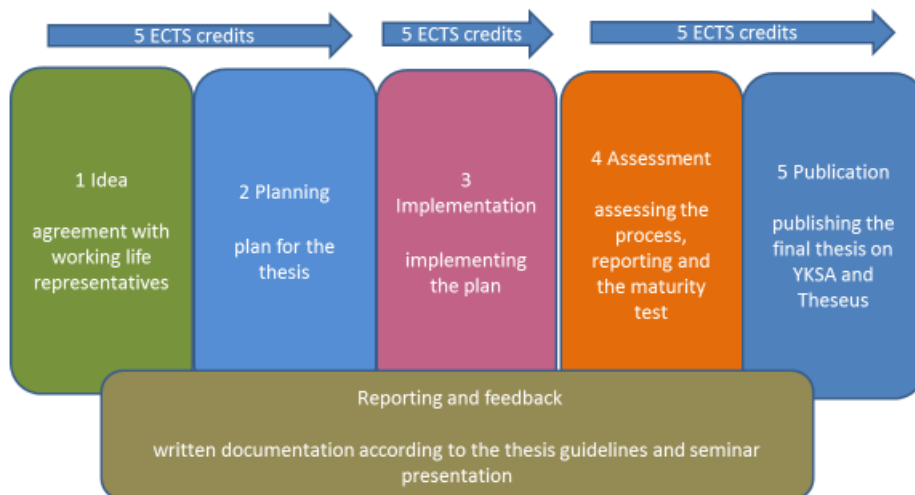 5 ECTS credits
5 ECTS credits
5 ECTS credits
1 Idea
agreement with
working life
representatives
2 Planning
plan for the
thesis
3
Implementation
implementing
the plan
4 Assessment
assessing the
process,
reporting and
the maturity
test
5 Publication
publishing the
final thesis on
YKSA and
Theseus
Reporting and feedback
written documentation according to the thesis guidelines and seminar
presentation